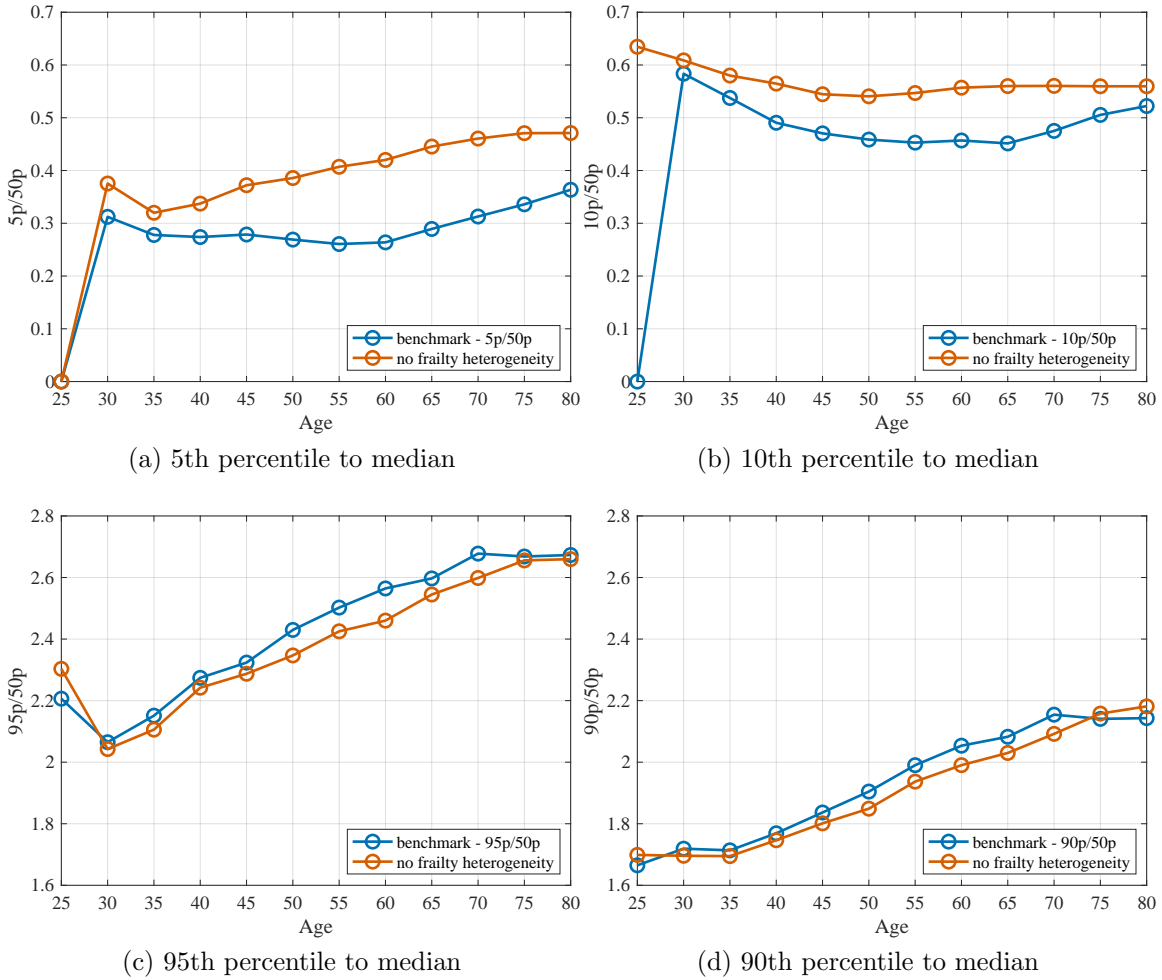 0.7
0.6
0.5
0.4
0.3
0.2
0.1
0
5p/50p
25 30 35 40 45 50 55 60 65 70 75 80
Age
benchmark - 5p/50p
no frailty heterogeneity
(a) 5th percentile to median
0.7
0.6
0.5
0.4
0.3
0.2
0.1
0
10p/50p
25 30 35 40 45 50 55 60 65 70 75 80
Age
benchmark - 10p/50p
no frailty heterogeneity
(b) 10th percentile to median
2.8
2.6
2.4
2.2
2
1.8
1.6
95p/50p
25 30 35 40 45 50 55 60 65 70 75 80
Age
benchmark - 95p/50p
no frailty heterogeneity
(c) 95th percentile to median
2.8
2.6
2.4
2.2
2
1.8
1.6
90p/50p
25 30 35 40 45 50 55 60 65 70 75 80
Age
benchmark - 90p/50p
no frailty heterogeneity
(d) 90th percentile to median